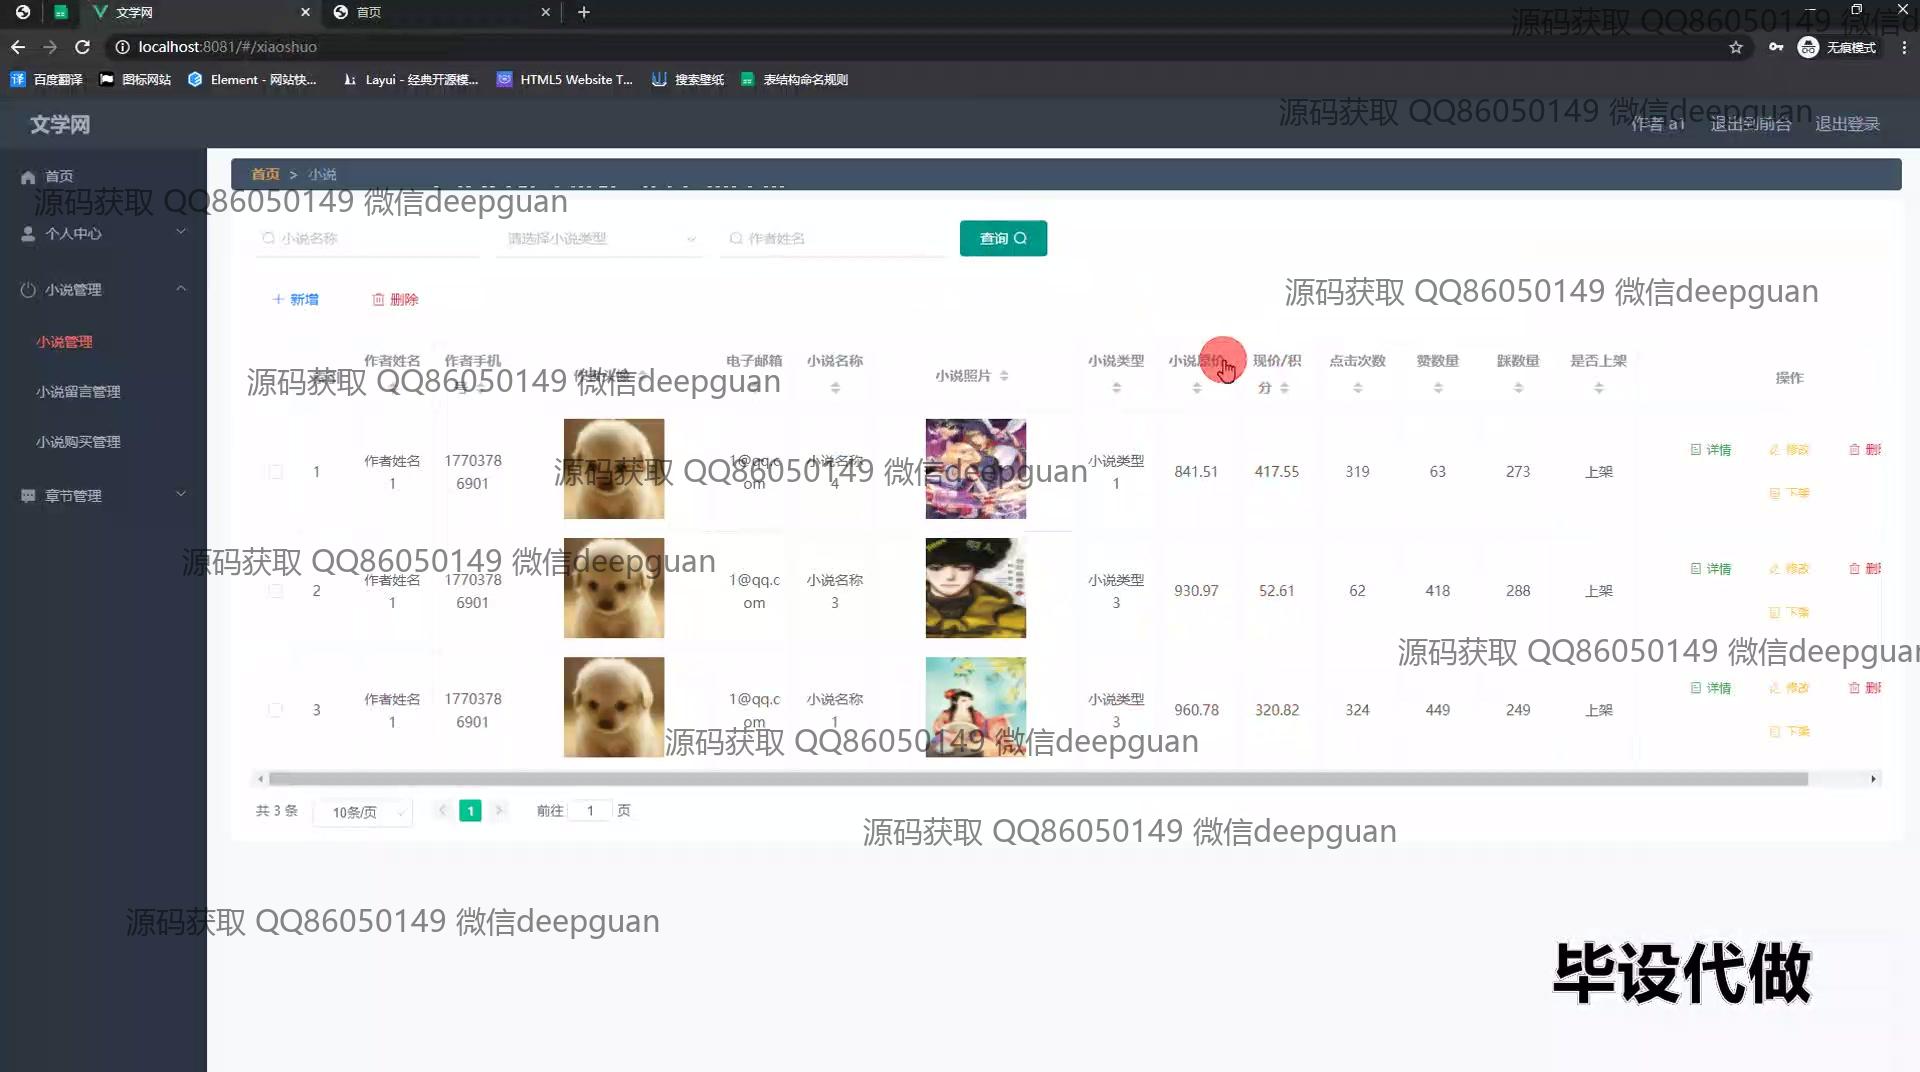 文学网
首页
localhost:8081/#/xiaoshuo
无痕模式
百度翻译
图标网站
Element - 网站快...
Layui - 经典开源模...
HTML5 Website T...
搜索壁纸
表结构命名规则
源码获取 QQ86050149 微信d
文学网
作者 a1
退出到前台
退出登录
源码获取 QQ86050149 微信deepguan
首页
个人中心
小说管理
小说管理
小说留言管理
小说购买管理
章节管理
首页 > 小说
源码获取 QQ86050149 微信deepguan
小说名称
请选择小说类型
作者姓名
查询
新增
删除
源码获取 QQ86050149 微信deepguan
作者姓名 作者手机 电子邮箱 小说名称 小说照片 小说类型 小说原价 现价/积分 点击次数 赞数量 踩数量 是否上架 操作
源码获取 QQ86050149 微信deepguan
1 作者姓名1 17703786901 1@qq.com 小说名称4 小说类型1 841.51 417.55 319 63 273 上架 详情 修改 删 下架
源码获取 QQ86050149 微信deepguan
2 作者姓名1 17703786901 1@qq.com 小说名称3 小说类型3 930.97 52.61 62 418 288 上架 详情 修改 删 下架
源码获取 QQ86050149 微信deepguan
源码获取 QQ86050149 微信deepguan
3 作者姓名1 17703786901 1@qq.com 小说名称1 小说类型3 960.78 320.82 324 449 249 上架 详情 修改 删 下架
源码获取 QQ86050149 微信deepguan
共 3 条 10条/页 1 前往 1 页
源码获取 QQ86050149 微信deepguan
源码获取 QQ86050149 微信deepguan
毕设代做